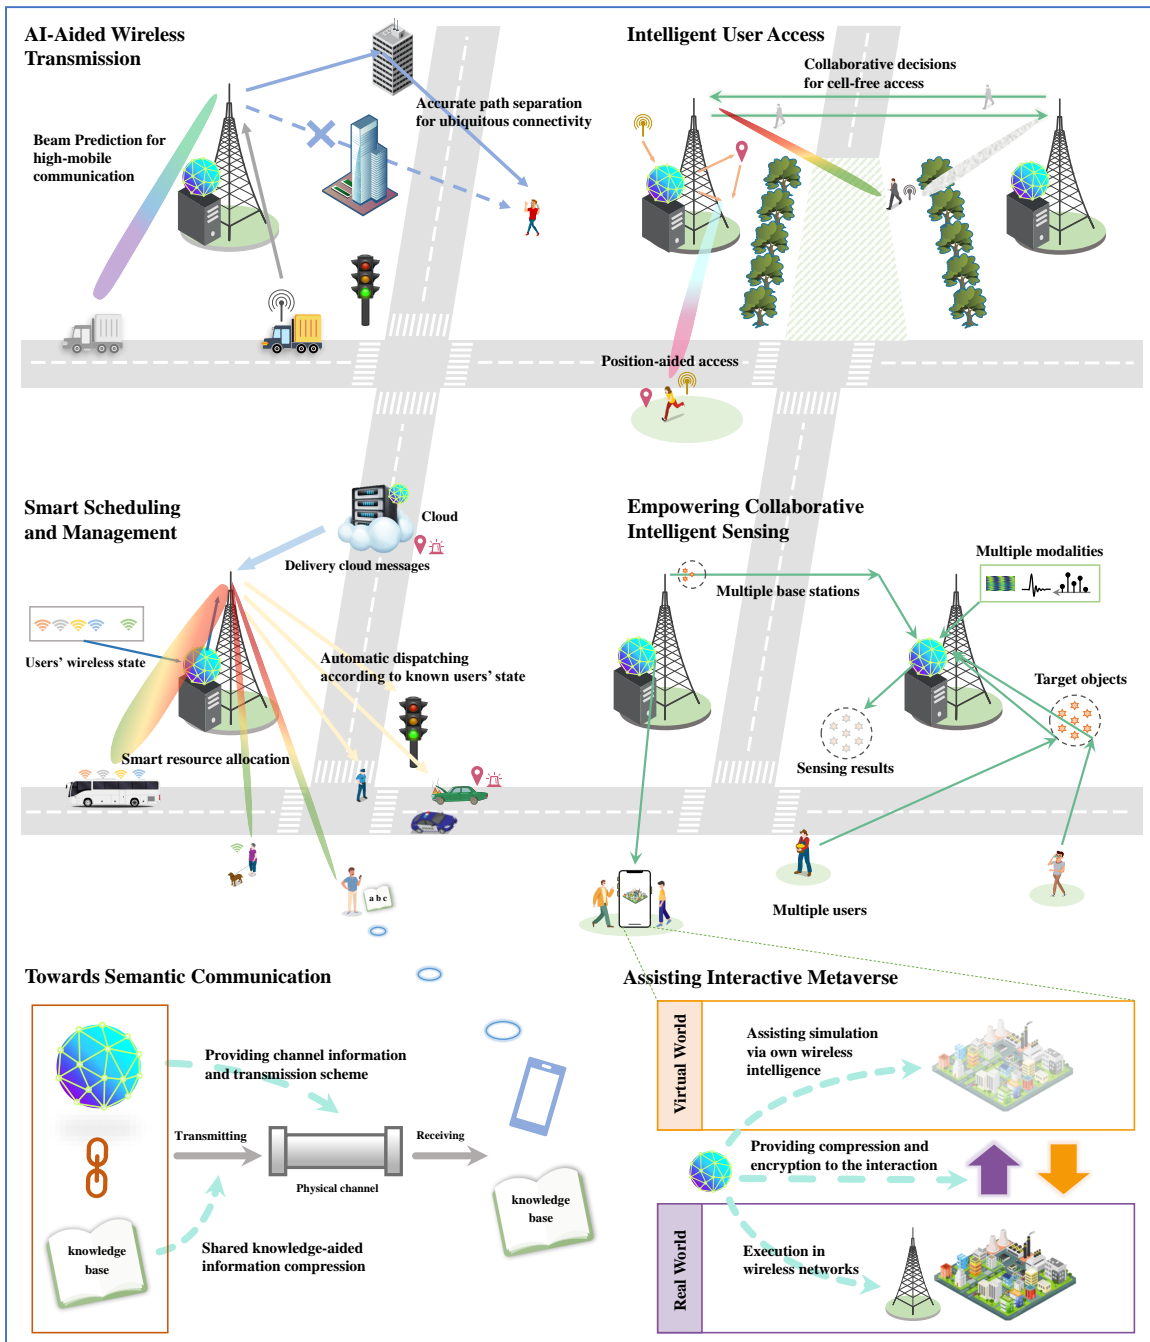 AI-Aided Wireless
Transmission
Beam Prediction for
high-mobile
communication
Accurate path separation
for ubiquitous connectivity
Intelligent User Access
Collaborative decisions
for cell-free access
Position-aided access
Smart Scheduling
and Management
Cloud
Delivery cloud messages
Users' wireless state
Automatic dispatching
according to known users' state
Smart resource allocation
a b c
Empowering Collaborative
Intelligent Sensing
Multiple modalities
Multiple base stations
Target objects
Sensing results
Multiple users
Towards Semantic Communication
Providing channel information
and transmission scheme
Transmitting
Receiving
Physical channel
knowledge
base
knowledge
base
Shared knowledge-aided
information compression
Assisting Interactive Metaverse
Virtual World
Assisting simulation
via own wireless
intelligence
Providing compression and
encryption to the interaction
Real World
Execution in
wireless networks